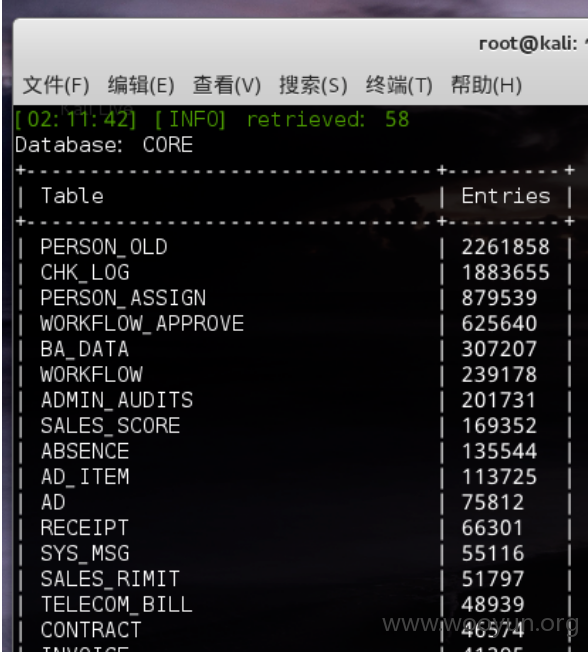 root@kali: ~
文件(F) 编辑(E) 查看(V) 搜索(S) 终端(T) 帮助(H)
[02:11:42] [INFO] retrieved: 58
Database: CORE
+--------------------------------+---------+
| Table | Entries |
+--------------------------------+---------+
| PERSON_OLD | 2261858 |
| CHK_LOG | 1883655 |
| PERSON_ASSIGN | 879539 |
| WORKFLOW_APPROVE | 625640 |
| BA_DATA | 307207 |
| WORKFLOW | 239178 |
| ADMIN_AUDITS | 201731 |
| SALES_SCORE | 169352 |
| ABSENCE | 135544 |
| AD_ITEM | 113725 |
| AD | 75812 |
| RECEIPT | 66301 |
| SYS_MSG | 55116 |
| SALES_RIMIT | 51797 |
| TELECOM_BILL | 48939 |
| CONTRACT | 46574 |
www.wooyun.org